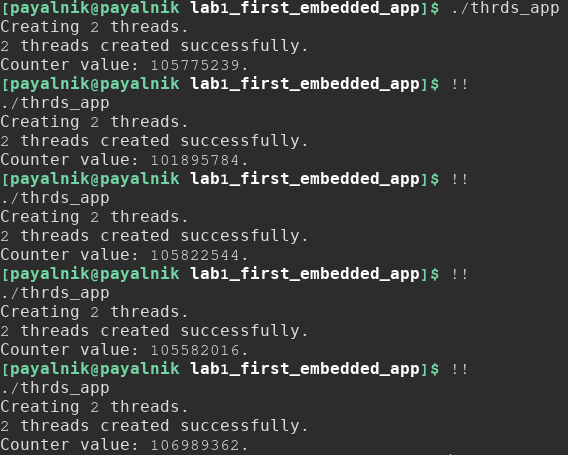 [payalnik@payalnik lab1_first_embedded_app]$ ./thrds_app
Creating 2 threads.
2 threads created successfully.
Counter value: 105775239.
[payalnik@payalnik lab1_first_embedded_app]$ !!
./thrds_app
Creating 2 threads.
2 threads created successfully.
Counter value: 101895784.
[payalnik@payalnik lab1_first_embedded_app]$ !!
./thrds_app
Creating 2 threads.
2 threads created successfully.
Counter value: 105822544.
[payalnik@payalnik lab1_first_embedded_app]$ !!
./thrds_app
Creating 2 threads.
2 threads created successfully.
Counter value: 105582016.
[payalnik@payalnik lab1_first_embedded_app]$ !!
./thrds_app
Creating 2 threads.
2 threads created successfully.
Counter value: 106989362.